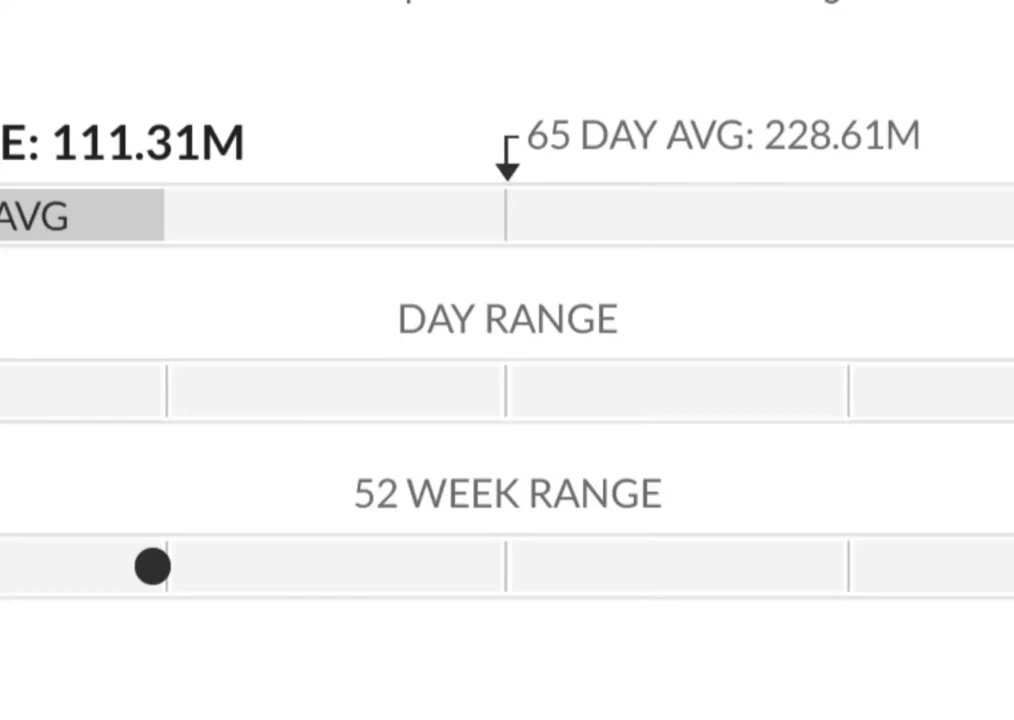 E: 111.31M
65 DAY AVG: 228.61M
AVG
DAY RANGE
52 WEEK RANGE